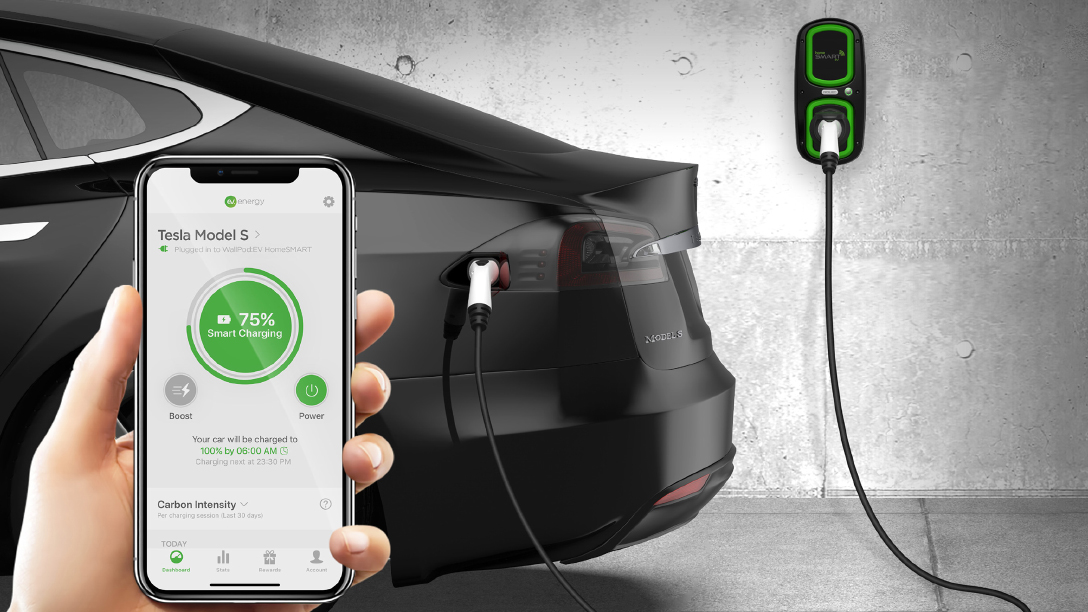 ev energy
Tesla Model S
Plugged in to WallPod:EV HomeSMART
75%
Smart Charging
Boost
Power
Your car will be charged to
100% by 06:00 AM
Charging next at 23:30 PM
Carbon Intensity
Per charging session (Last 30 days)
TODAY
Dashboard
Stats
Rewards
Account
MODEL S
SMART